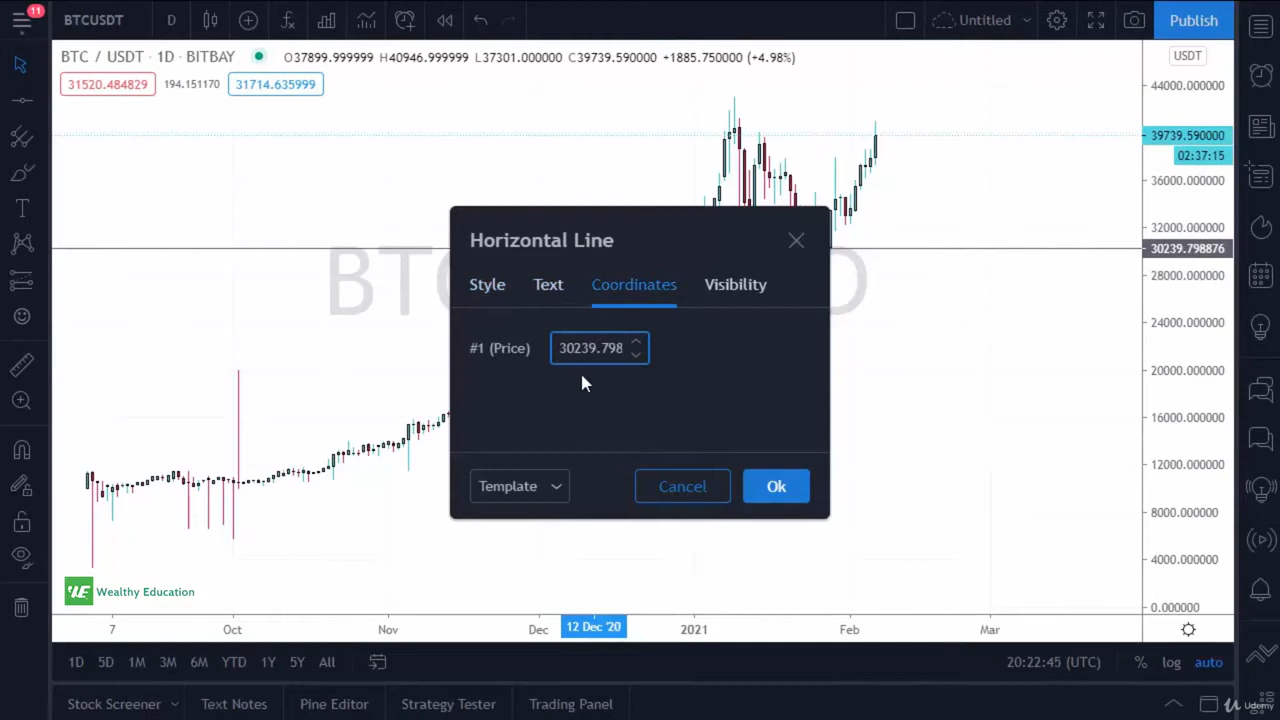 11
BTCUSDT D Untitled Publish
BTC / USDT · 1D · BITBAY O37899.999999 H40946.999999 L37301.000000 C39739.590000 +1885.750000 (+4.98%) USDT
31520.484829 194.151170 31714.635999
44000.000000
39739.590000
02:37:15
36000.000000
32000.000000
30239.798876
28000.000000
24000.000000
20000.000000
16000.000000
12000.000000
8000.000000
4000.000000
0.000000
Horizontal Line
Style Text Coordinates Visibility
#1 (Price) 30239.798
Template Cancel Ok
WE Wealthy Education
7 Oct Nov Dec 12 Dec '20 2021 Feb Mar
1D 5D 1M 3M 6M YTD 1Y 5Y All 20:22:45 (UTC) % log auto
Stock Screener Text Notes Pine Editor Strategy Tester Trading Panel
Udemy